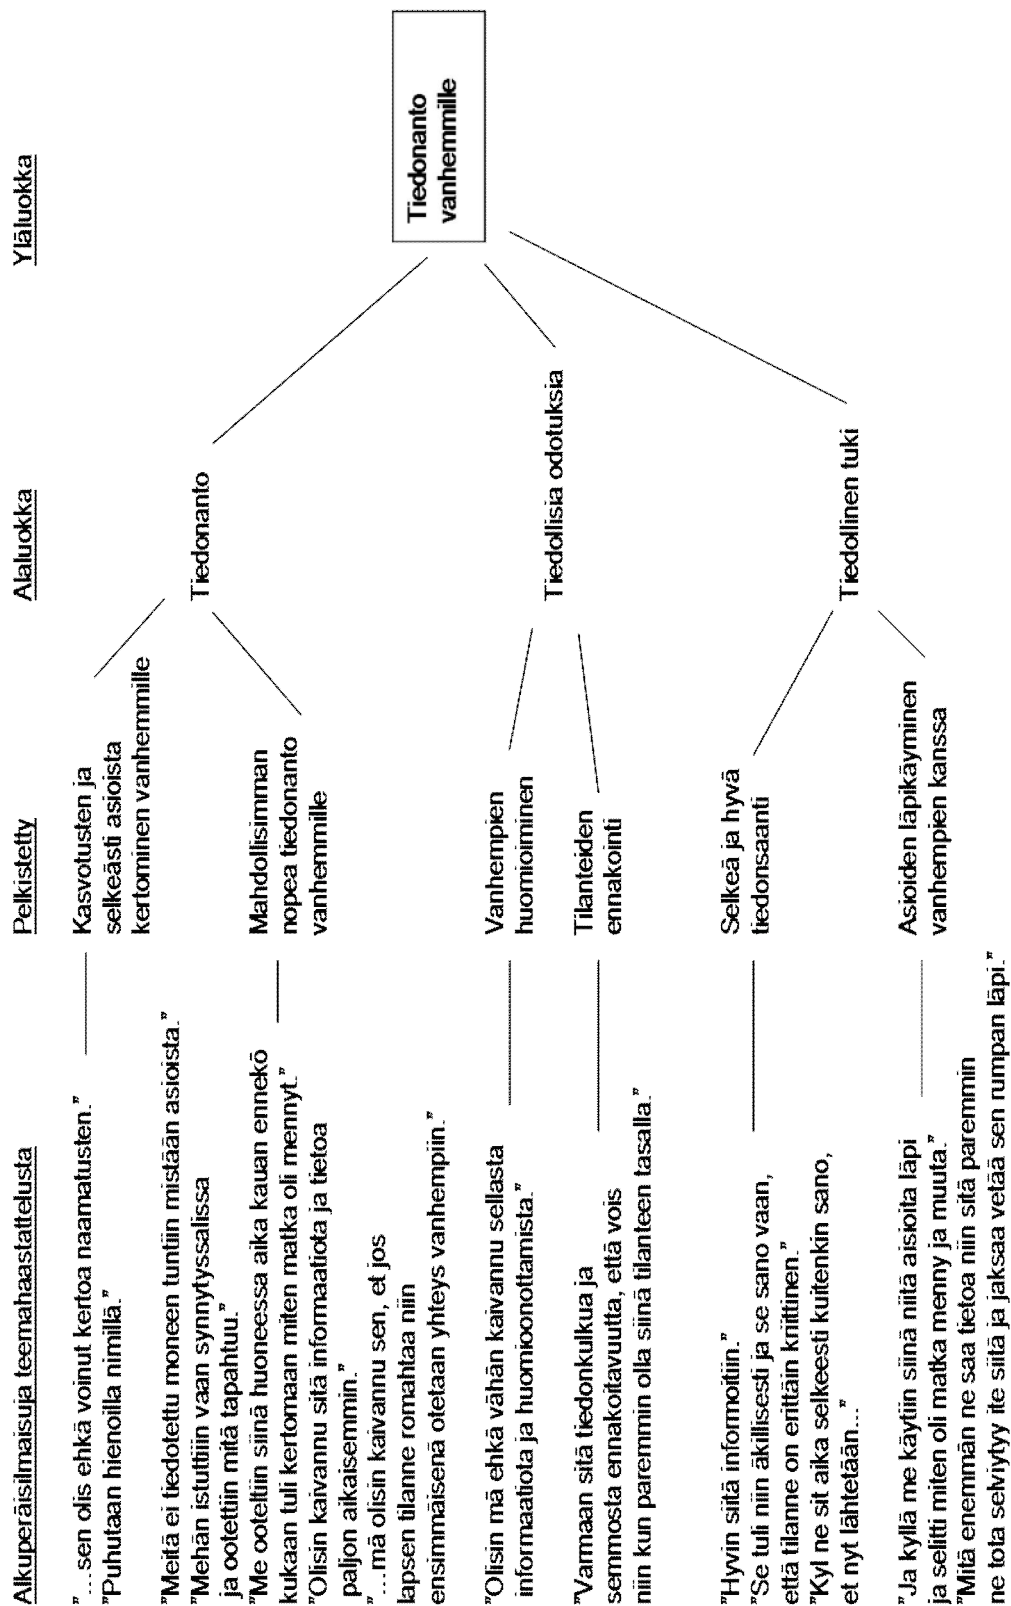 Alkuperäisilmaisuja teemahaastattelusta
Pelkistetty
Alaluokka
Yläluokka
"…sen olis ehkä voinut kertoa naamatusten."
"Puhutaan hienoilla nimillä."
Kasvotusten ja
selkeästi asioista
kertominen vanhemmille
"Meitä ei tiedotettu moneen tuntiin mistään asioista."
"Mehän istuttiin vaan synnytyssalissa
ja ootettiin mitä tapahtuu."
"Me ooteltiin siinä huoneessa aika kauan ennekö
kukaan tuli kertomaan miten matka oli mennyt."
"Olisin kaivannu sitä informaatiota ja tietoa
paljon aikaisemmin."
"…mä olisin kaivannu sen, et jos
lapsen tilanne romahtaa niin
ensimmäisenä otetaan yhteys vanhempiin."
Mahdollisimman
nopea tiedonanto
vanhemmille
Tiedonanto
"Olisin mä ehkä vähän kaivannu sellasta
informaatiota ja huomioonottamista."
Vanhempien
huomioiminen
"Varmaan sitä tiedonkulkua ja
semmosta ennakoitavuutta, että vois
niin kun paremmin olla siinä tilanteen tasalla."
Tilanteiden
ennakointi
Tiedollisia odotuksia
"Hyvin siitä informoitiin."
"Se tuli niin äkillisesti ja se sano vaan,
että tilanne on erittäin kriittinen."
"Kyl ne sit aika selkeesti kuitenkin sano,
et nyt lähtetään…"
Selkeä ja hyvä
tiedonsaanti
"Ja kyllä me käytiin siinä niitä aisioita läpi
ja selitti miten oli matka menny ja muuta."
"Mitä enemmän ne saa tietoa niin sitä paremmin
ne tota selviytyy ite siitä ja jaksaa vetää sen rumpan läpi."
Asioiden läpikäyminen
vanhempien kanssa
Tiedollinen tuki
Tiedonanto
vanhemmille